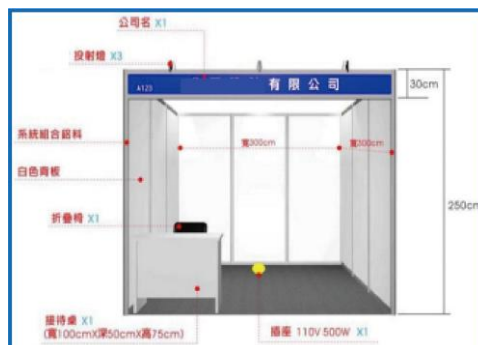 公司名 X1
投射燈 X3
A123
有限公司
30cm
系統組合鋁料
寬300cm
寬300cm
白色背板
250cm
折疊椅 X1
接待桌 X1
(寬100cmX深50cmX高75cm)
插座 110V 500W X1